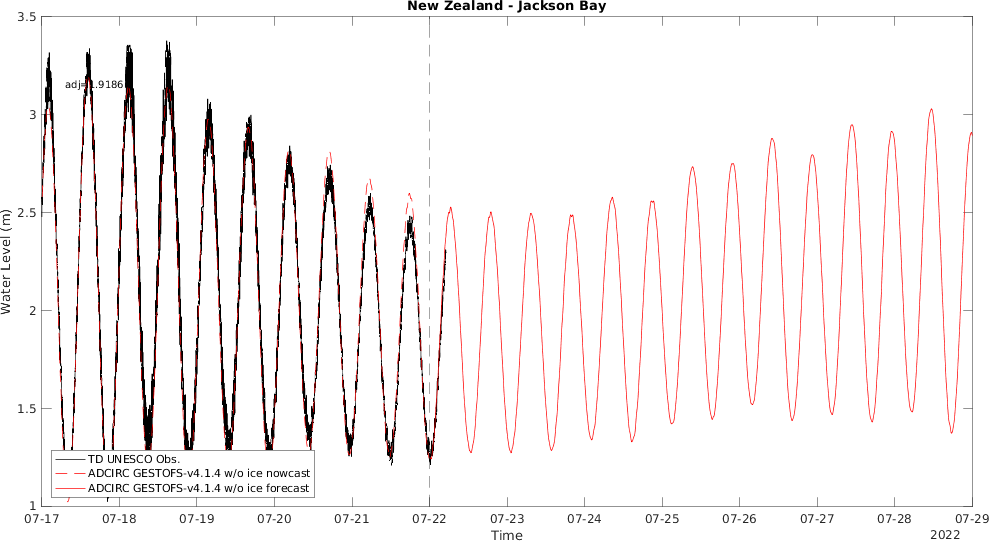 New Zealand - Jackson Bay
3.5
3
2.5
2
1.5
1
Water Level (m)
adj=1.9186
TD UNESCO Obs.
ADCIRC GESTOFS-v4.1.4 w/o ice nowcast
ADCIRC GESTOFS-v4.1.4 w/o ice forecast
07-17 07-18 07-19 07-20 07-21 07-22 07-23 07-24 07-25 07-26 07-27 07-28 07-29
Time
2022